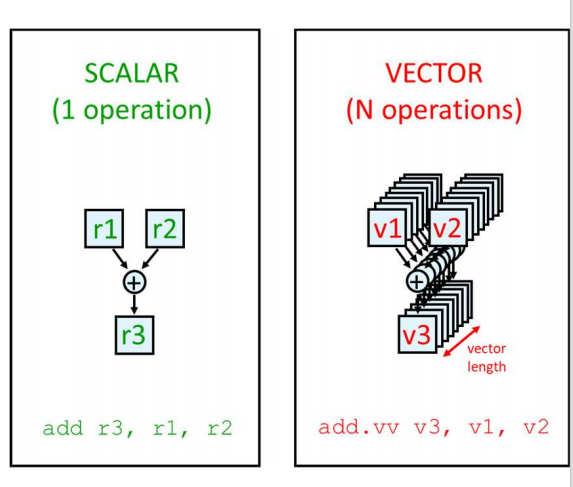 SCALAR
(1 operation)
r1
r2
+
r3
add r3, r1, r2
VECTOR
(N operations)
v1
v2
+
v3
vector
length
add.vv v3, v1, v2